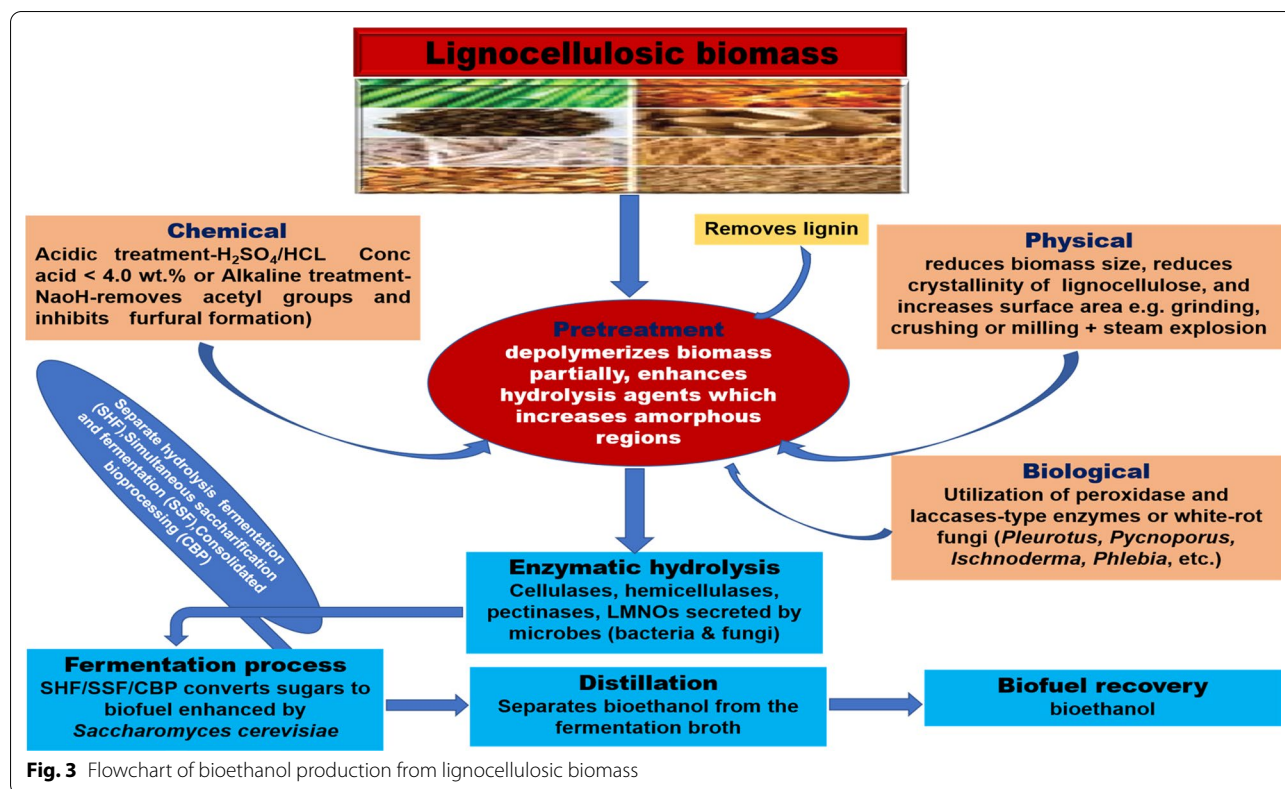 Lignocellulosic biomass
Chemical
Acidic treatment-H₂SO₄/HCL Conc
acid < 4.0 wt.% or Alkaline treatment-
NaoH-removes acetyl groups and
inhibits furfural formation)
Removes lignin
Physical
reduces biomass size, reduces
crystallinity of lignocellulose, and
increases surface area e.g. grinding,
crushing or milling + steam explosion
Pretreatment
depolymerizes biomass
partially, enhances
hydrolysis agents which
increases amorphous
regions
Separate hydrolysis fermentation
(SHF),Simultaneous saccharification
and fermentation (SSF),Consolidated
bioprocessing (CBP)
Biological
Utilization of peroxidase and
laccases-type enzymes or white-rot
fungi (Pleurotus, Pycnoporus,
Ischnoderma, Phlebia, etc.)
Enzymatic hydrolysis
Cellulases, hemicellulases,
pectinases, LMNOs secreted by
microbes (bacteria & fungi)
Fermentation process
SHF/SSF/CBP converts sugars to
biofuel enhanced by
Saccharomyces cerevisiae
Distillation
Separates bioethanol from the
fermentation broth
Biofuel recovery
bioethanol
Fig. 3 Flowchart of bioethanol production from lignocellulosic biomass